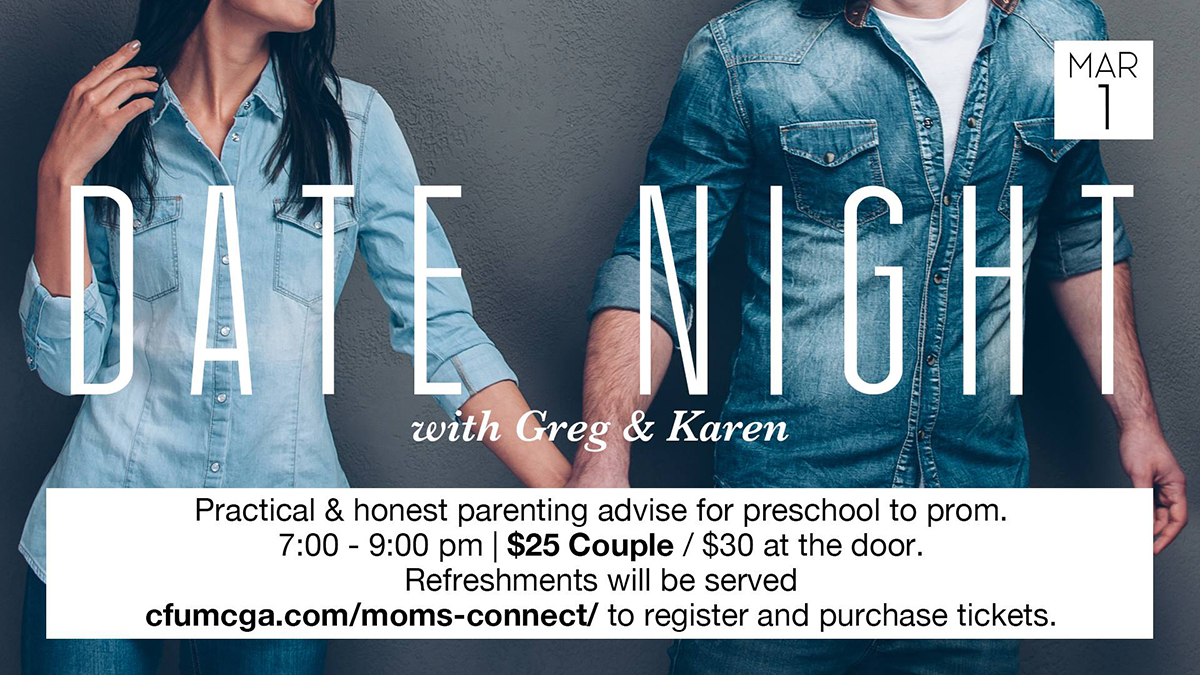 MAR
1
DATE NIGHT
with Greg & Karen
Practical & honest parenting advise for preschool to prom.
7:00 - 9:00 pm | $25 Couple / $30 at the door.
Refreshments will be served
cfumcga.com/moms-connect/ to register and purchase tickets.